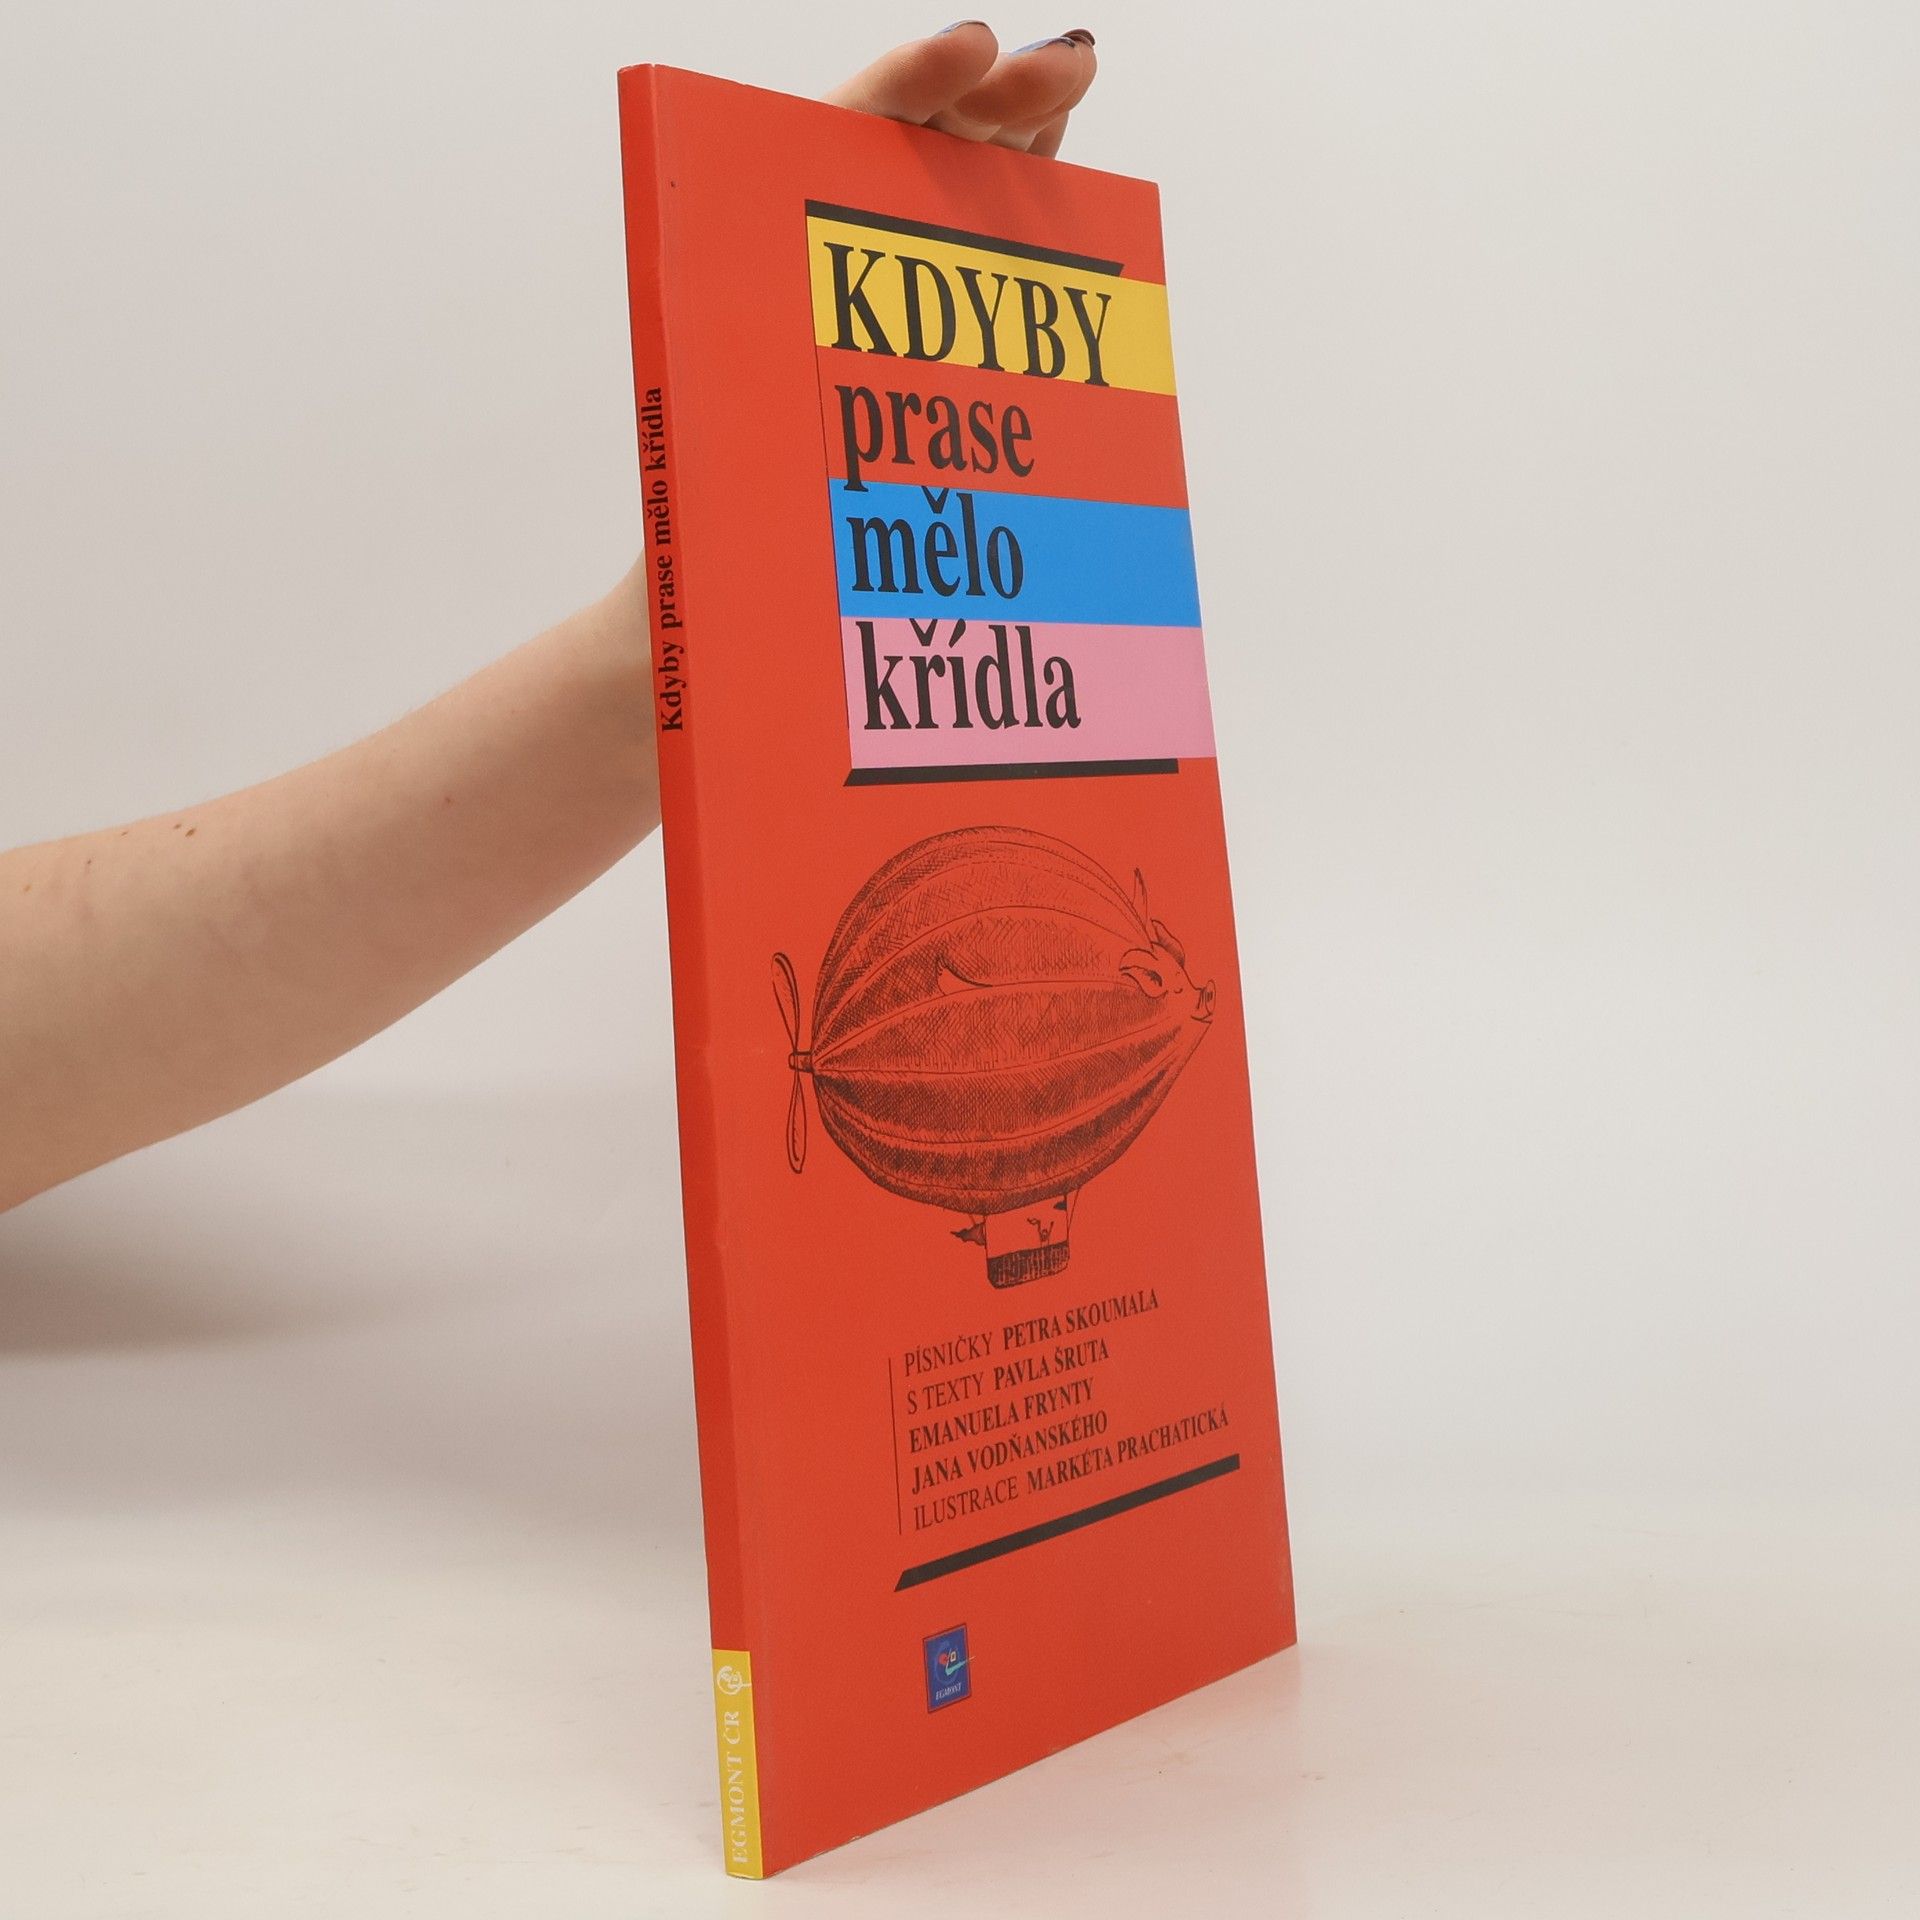 KDYBY
prase
mělo
křídla
PÍSNIČKY PETRA SKOUMALA
S TEXTY PAVLA ŠRUTA
EMANUELA FRYNTY
JANA VODŇANSKÉHO
ILUSTRACE MARKÉTA PRACHATICKÁ
EGMONT
Kdyby prase mělo křídla
EGMONT ČR